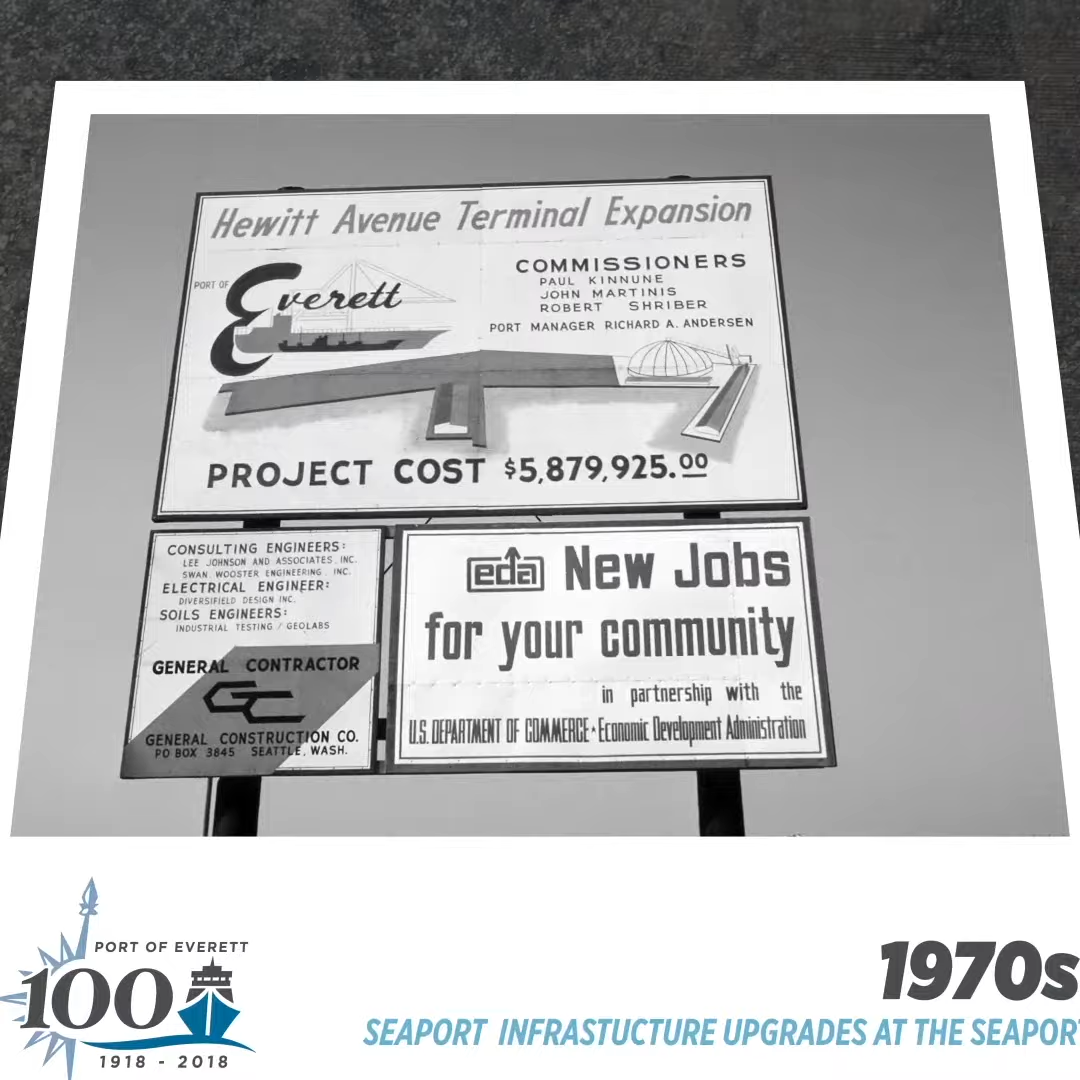 Hewitt Avenue Terminal Expansion
PORT OF
Everett
COMMISSIONERS
PAUL KINNUNE
JOHN MARTINIS
ROBERT SHRIBER
PORT MANAGER RICHARD A. ANDERSEN
PROJECT COST $5,879,925.00
CONSULTING ENGINEERS:
LEE JOHNSON AND ASSOCIATES, INC.
SWAN WOOSTER ENGINEERING, INC.
ELECTRICAL ENGINEER:
DIVERSIFIELD DESIGN INC.
SOILS ENGINEERS:
INDUSTRIAL TESTING / GEOLABS
GENERAL CONTRACTOR
GC
GENERAL CONSTRUCTION CO.
PO BOX 3845 SEATTLE, WASH.
eda New Jobs
for your community
in partnership with the
U.S. DEPARTMENT OF COMMERCE · Economic Development Administration
PORT OF EVERETT
100
1918 - 2018
1970s
SEAPORT INFRASTUCTURE UPGRADES AT THE SEAPOR